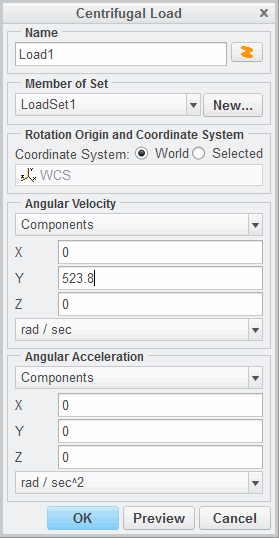 Centrifugal Load
Name
Load1
Member of Set
LoadSet1 New...
Rotation Origin and Coordinate System
Coordinate System: World Selected
WCS
Angular Velocity
Components
X 0
Y 523.8
Z 0
rad / sec
Angular Acceleration
Components
X 0
Y 0
Z 0
rad / sec^2
OK Preview Cancel